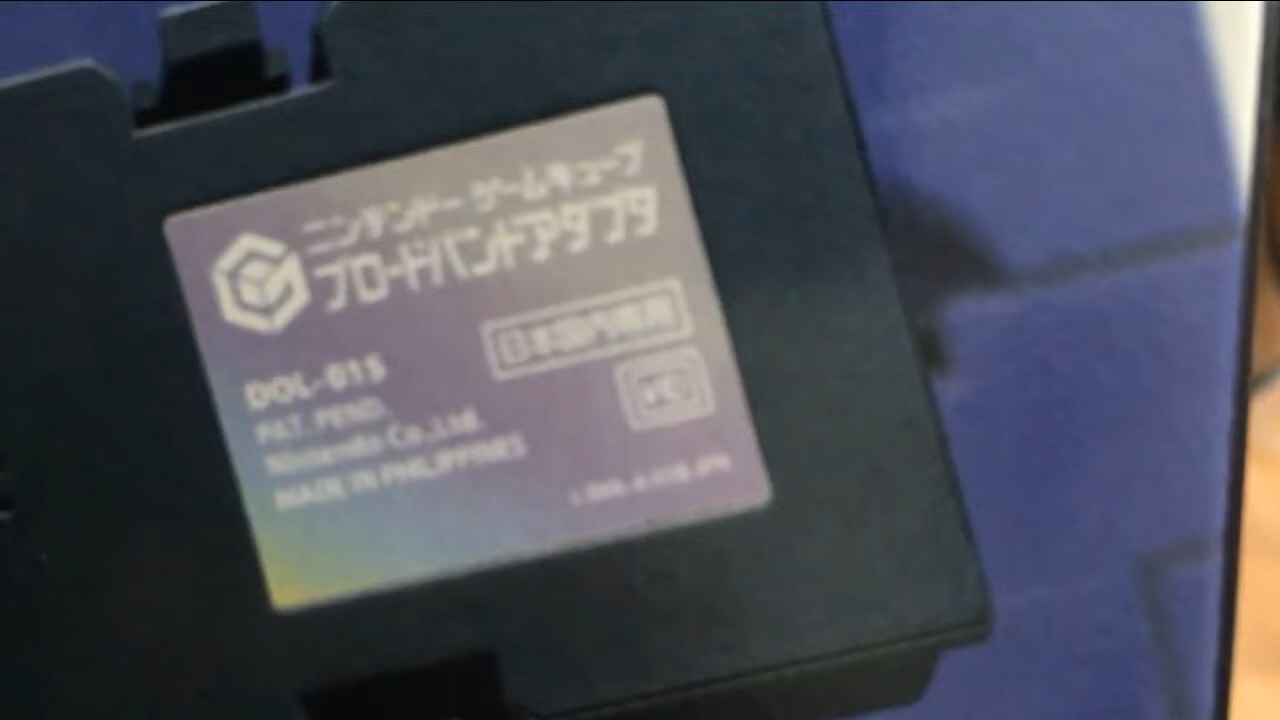 ニンテンドー ゲームキューブ
ブロードバンドアダプタ
日本国内専用
DOL-015
PAT. PEND.
Nintendo Co.,Ltd.
MADE IN PHILIPPINES